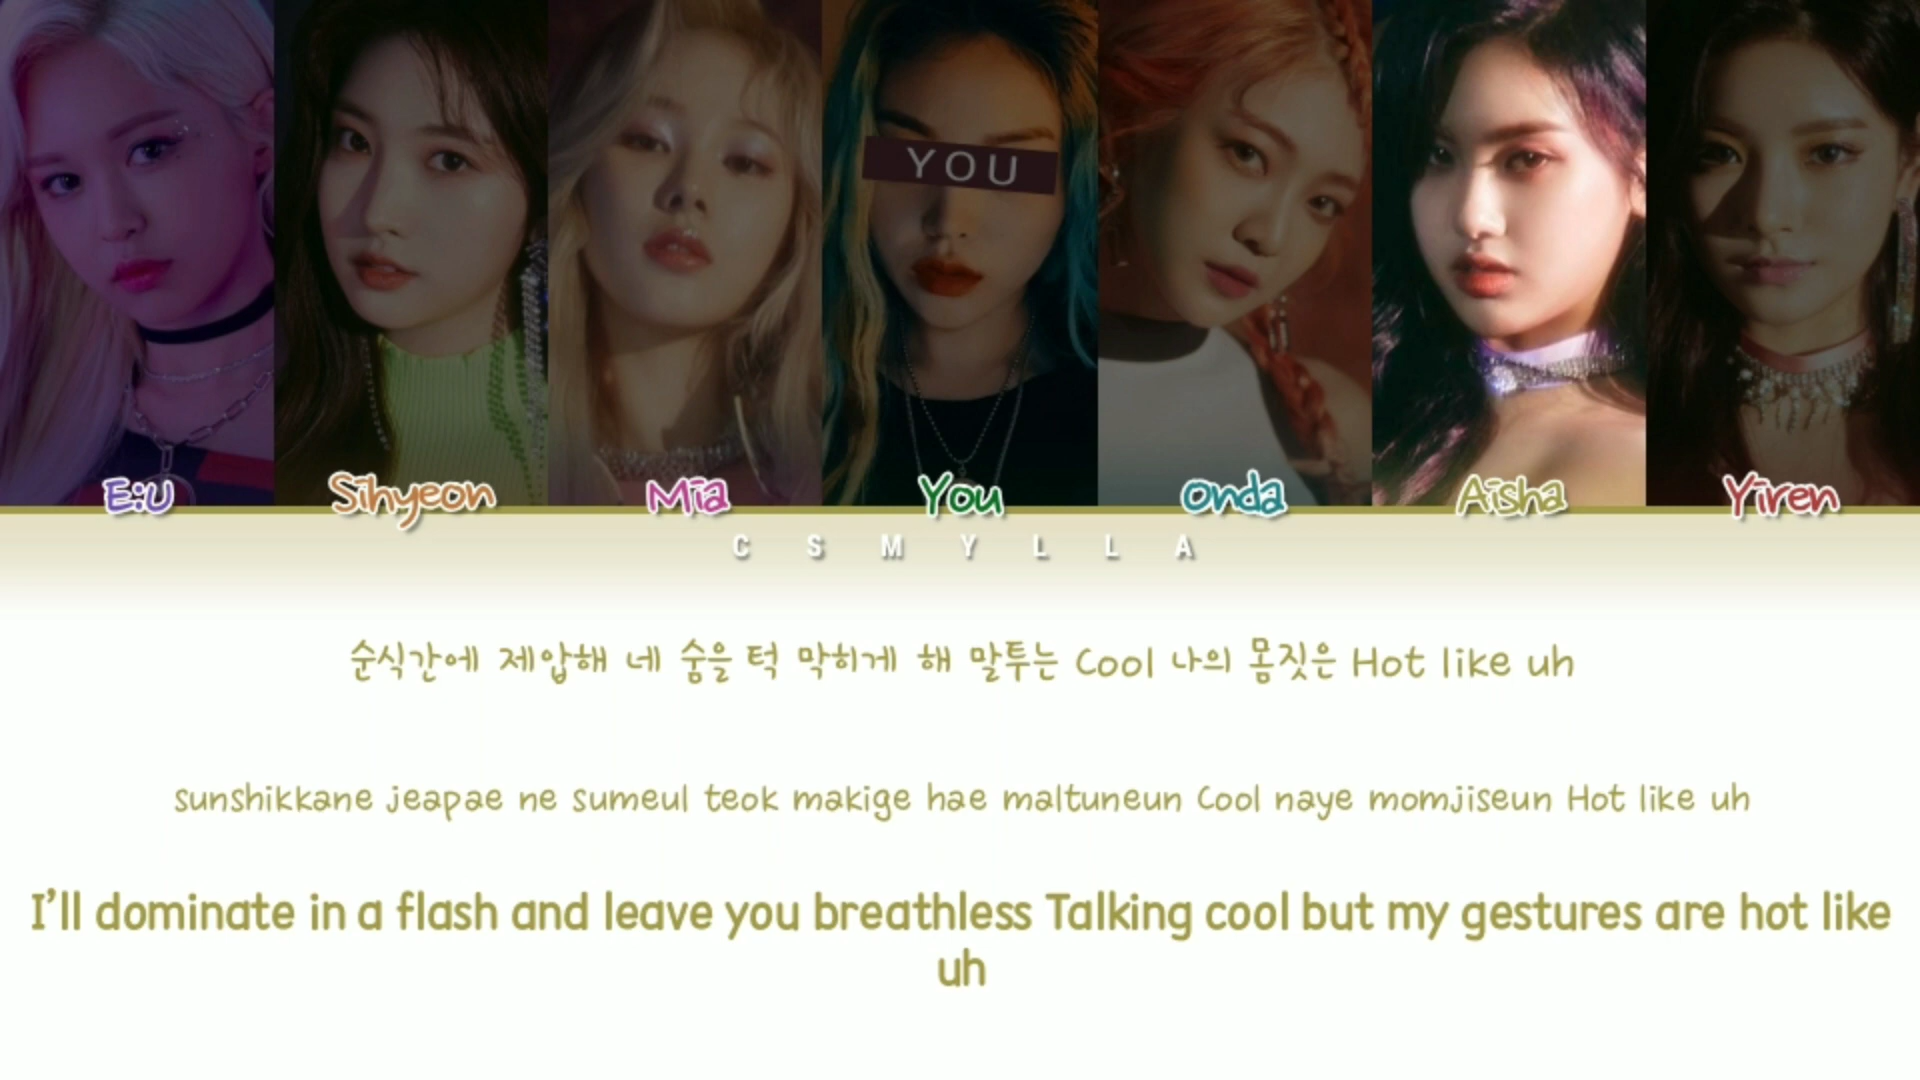 YOU
E:U Sihyeon Mia You Onda Aisha Yiren
C S M Y L L A
순식간에 제압해 네 숨을 턱 막히게 해 말투는 Cool 나의 몸짓은 Hot like uh
sunshikkane jeapae ne sumeul teok makige hae maltuneun Cool naye momjiseun Hot like uh
I'll dominate in a flash and leave you breathless Talking cool but my gestures are hot like
uh